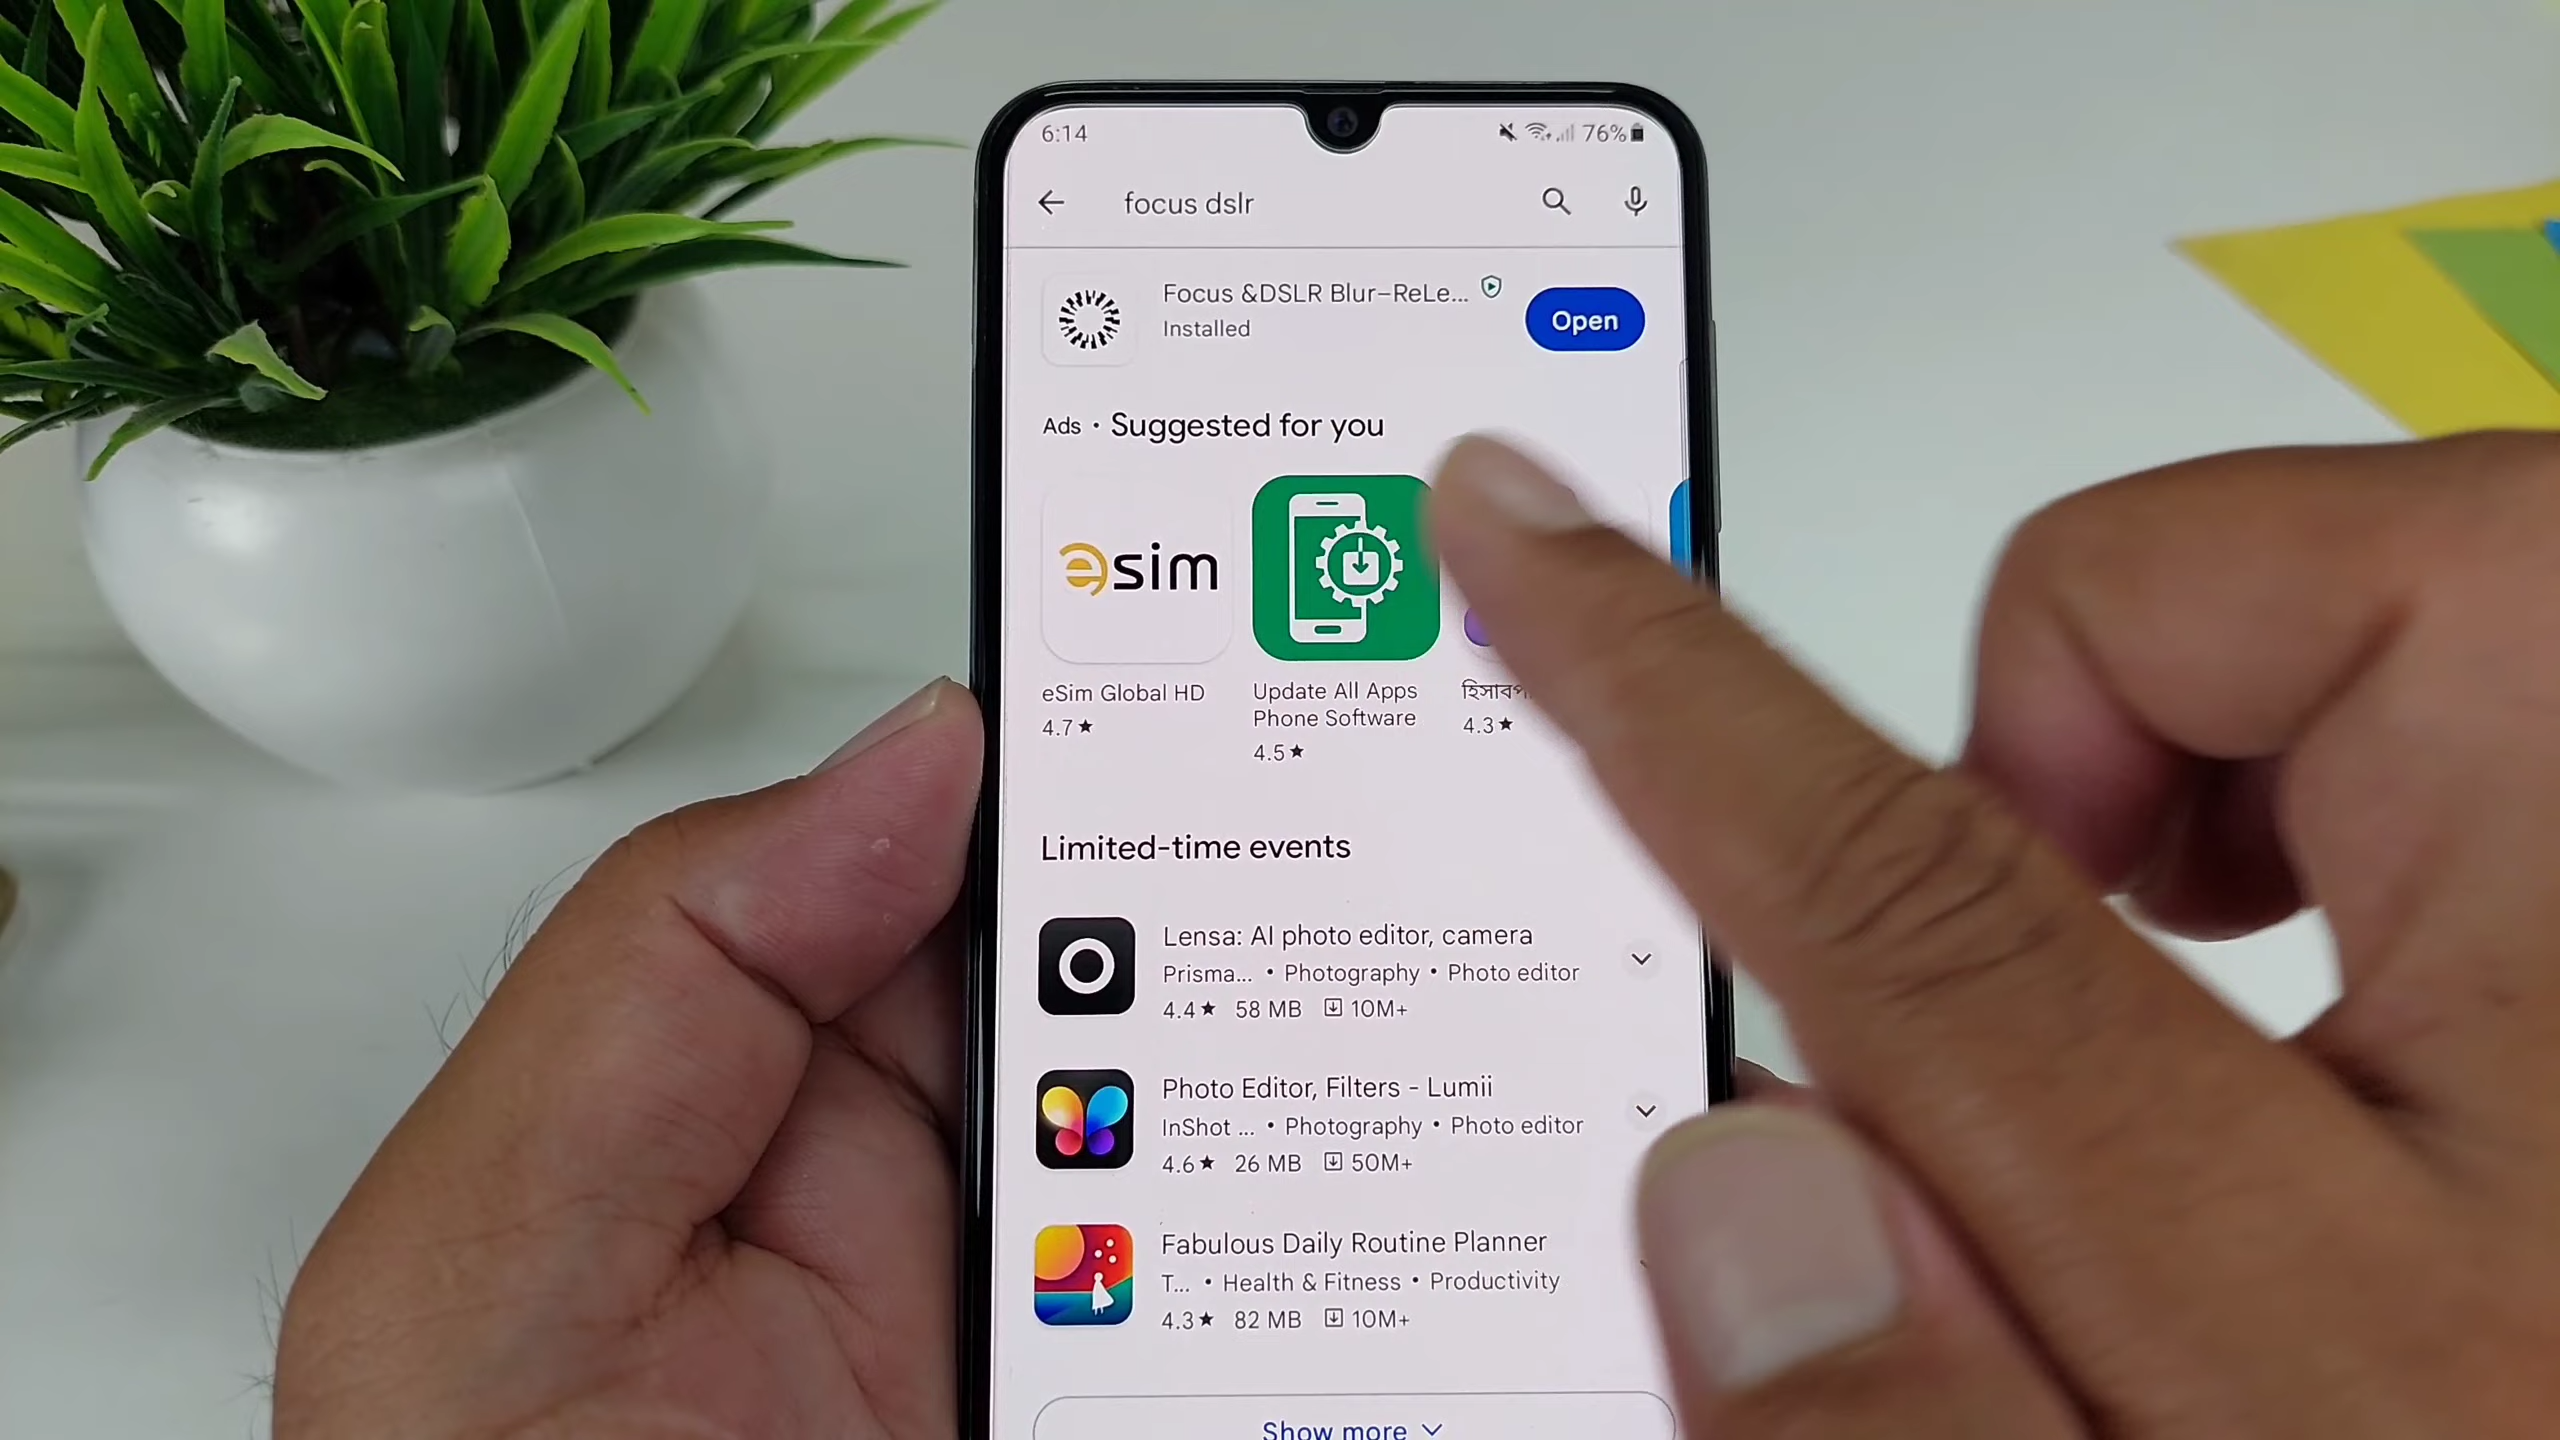 6:14
76%
focus dslr
Focus &DSLR Blur-ReLe...
Installed
Open
Ads • Suggested for you
esim
eSim Global HD
4.7★
Update All Apps
Phone Software
4.5★
4.3★
Limited-time events
Lensa: AI photo editor, camera
Prisma... • Photography • Photo editor
4.4★ 58 MB 10M+
Photo Editor, Filters - Lumii
InShot ... • Photography • Photo editor
4.6★ 26 MB 50M+
Fabulous Daily Routine Planner
T... • Health & Fitness • Productivity
4.3★ 82 MB 10M+
Show more